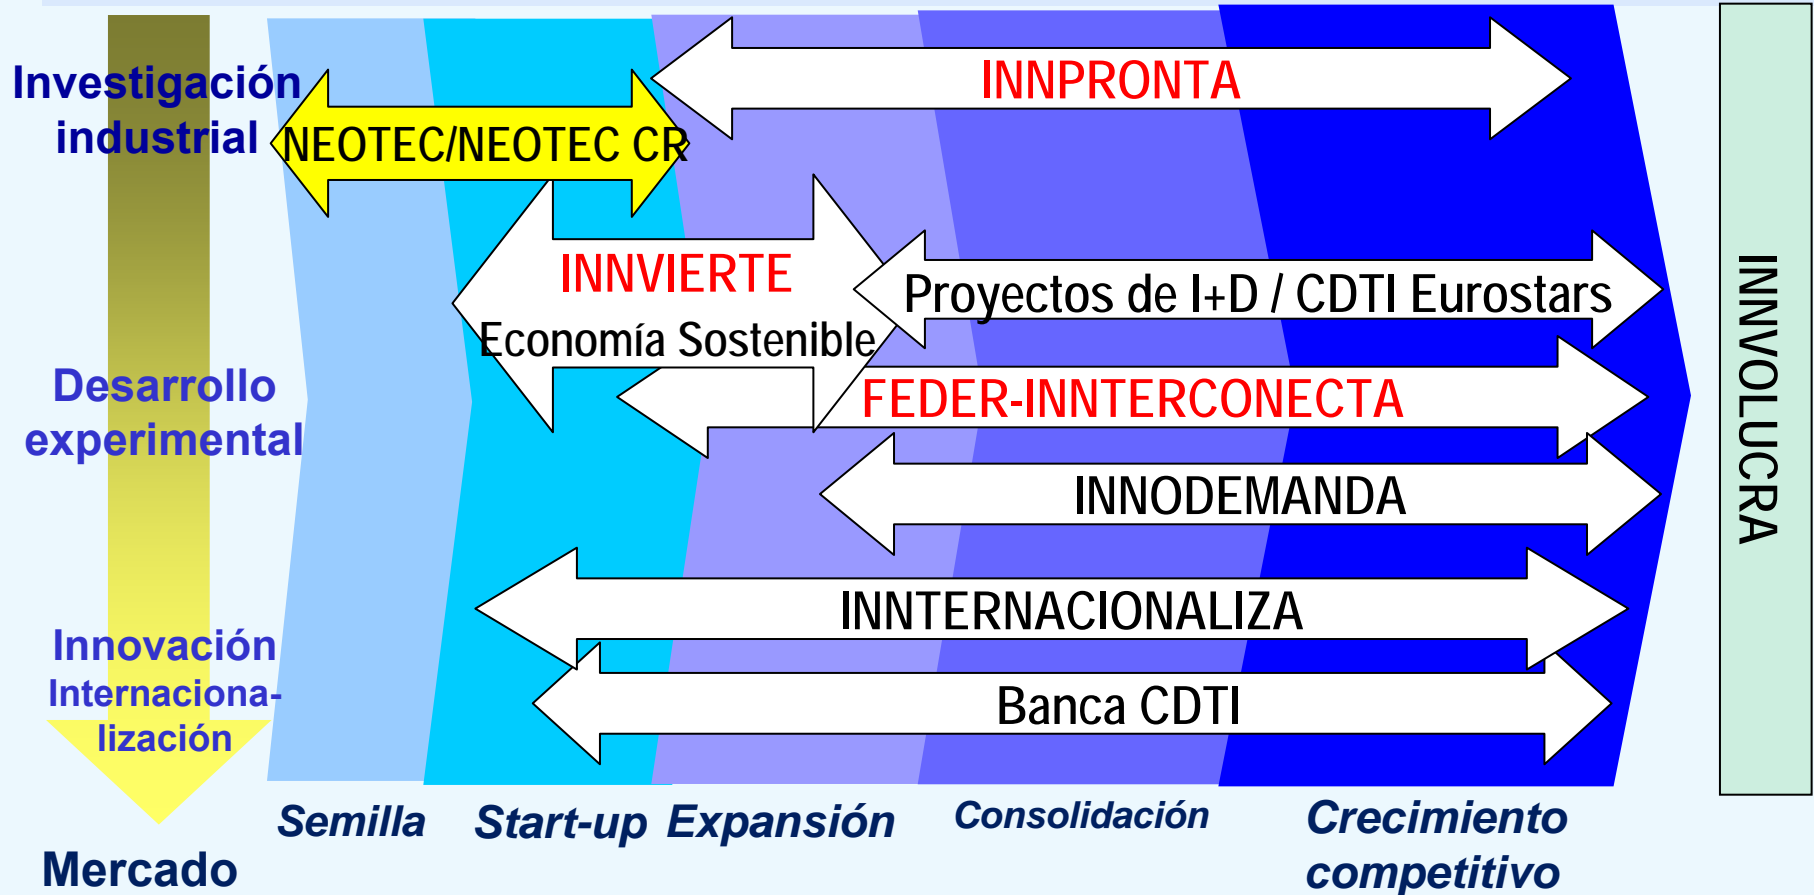 Investigación
industrial
INNPRONTA
NEOTEC/NEOTEC CR
INNVIERTE
Economía Sostenible
Proyectos de I+D / CDTI Eurostars
Desarrollo
experimental
FEDER-INNTERCONECTA
INNODEMANDA
INNTERNACIONALIZA
Innovación
Internaciona-
lización
Banca CDTI
INNVOLUCRA
Semilla
Start-up
Expansión
Consolidación
Crecimiento
competitivo
Mercado